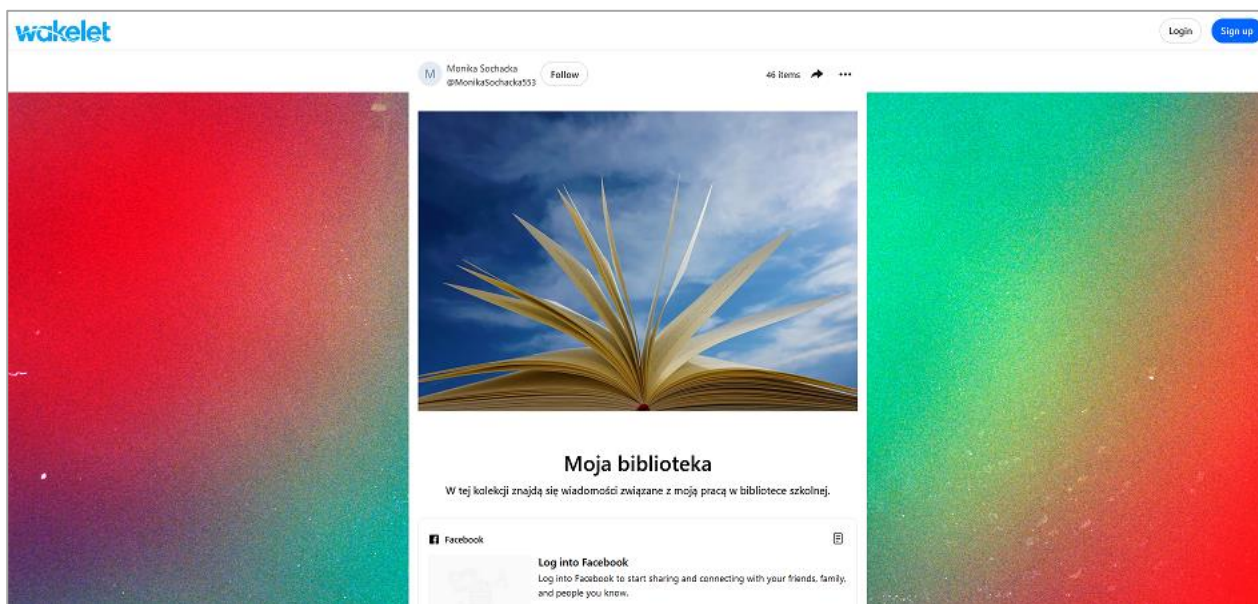 wakelet
Login
Sign up
M
Monika Sochacka
@MonikaSochacka553
Follow
46 items
Moja biblioteka
W tej kolekcji znajdą się wiadomości związane z moją pracą w bibliotece szkolnej.
Facebook
Log into Facebook
Log into Facebook to start sharing and connecting with your friends, family,
and people you know.